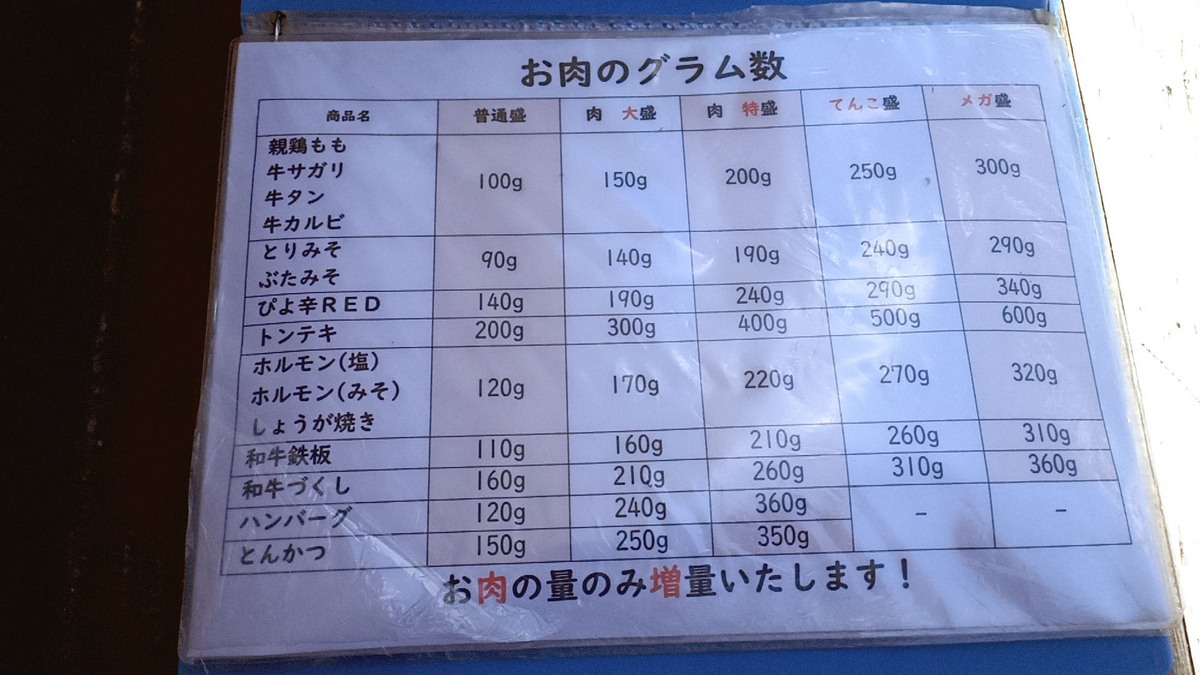 お肉のグラム数
商品名 普通盛 肉 大盛 肉 特盛 てんこ盛 メガ盛
親鶏もも
牛サガリ
牛タン
牛カルビ
100g 150g 200g 250g 300g
とりみそ
ぶたみそ
90g 140g 190g 240g 290g
ぴよ辛RED 140g 190g 240g 290g 340g
トンテキ 200g 300g 400g 500g 600g
ホルモン(塩)
ホルモン(みそ)
しょうが焼き
120g 170g 220g 270g 320g
和牛鉄板 110g 160g 210g 260g 310g
和牛づくし 160g 210g 260g 310g 360g
ハンバーグ 120g 240g 360g
とんかつ 150g 250g 350g
– –
お肉の量のみ増量いたします!